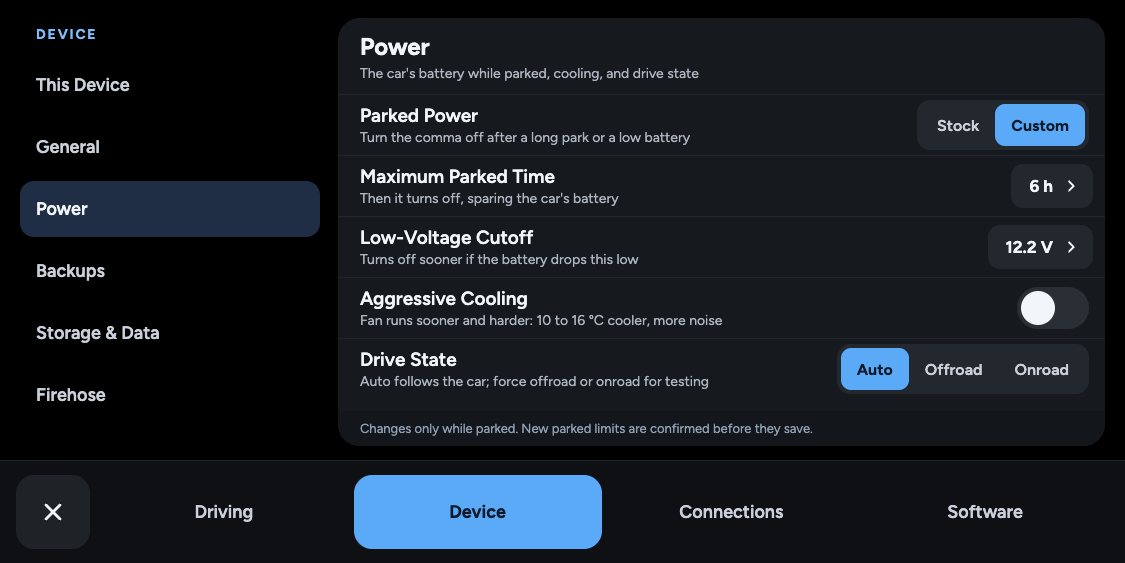 DEVICE
This Device
General
Power
Backups
Storage & Data
Firehose
Power
The car's battery while parked, cooling, and drive state
Parked Power
Turn the comma off after a long park or a low battery
Stock
Custom
Maximum Parked Time
Then it turns off, sparing the car's battery
6 h
Low-Voltage Cutoff
Turns off sooner if the battery drops this low
12.2 V
Aggressive Cooling
Fan runs sooner and harder: 10 to 16 °C cooler, more noise
Drive State
Auto follows the car; force offroad or onroad for testing
Auto
Offroad
Onroad
Changes only while parked. New parked limits are confirmed before they save.
Driving
Device
Connections
Software